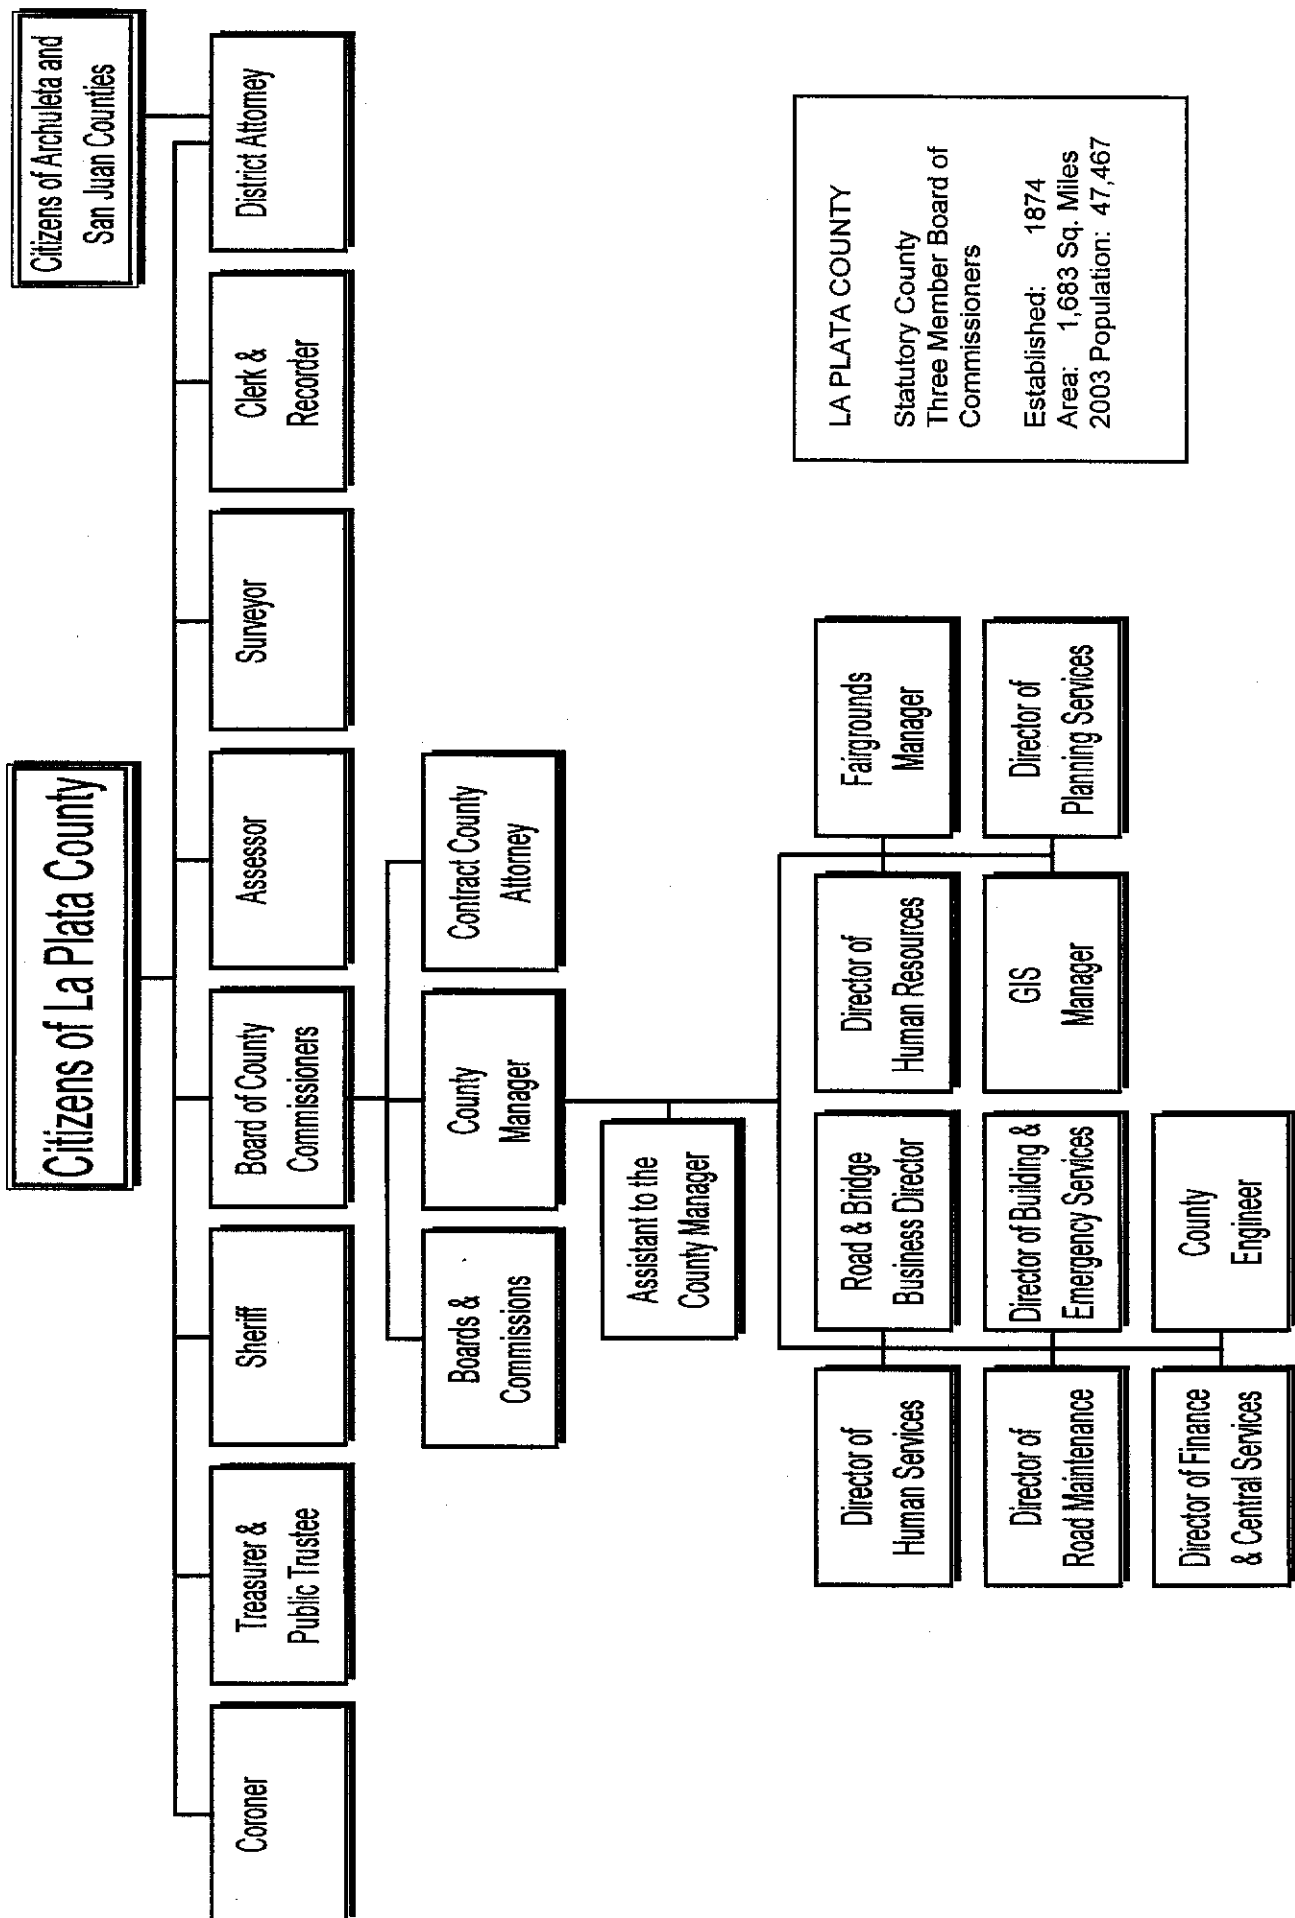 Citizens of La Plata County
Citizens of Archuleta and
San Juan Counties
Coroner
Treasurer &
Public Trustee
Sheriff
Board of County
Commissioners
Assessor
Surveyor
Clerk &
Recorder
District Attorney
Boards &
Commissions
County
Manager
Contract County
Attorney
Assistant to the
County Manager
Director of
Human Services
Road & Bridge
Business Director
Director of
Human Resources
Fairgrounds
Manager
Director of
Road Maintenance
Director of Building &
Emergency Services
GIS
Manager
Director of
Planning Services
Director of Finance
& Central Services
County
Engineer
LA PLATA COUNTY
Statutory County
Three Member Board of
Commissioners
Established: 1874
Area: 1,683 Sq. Miles
2003 Population: 47,467